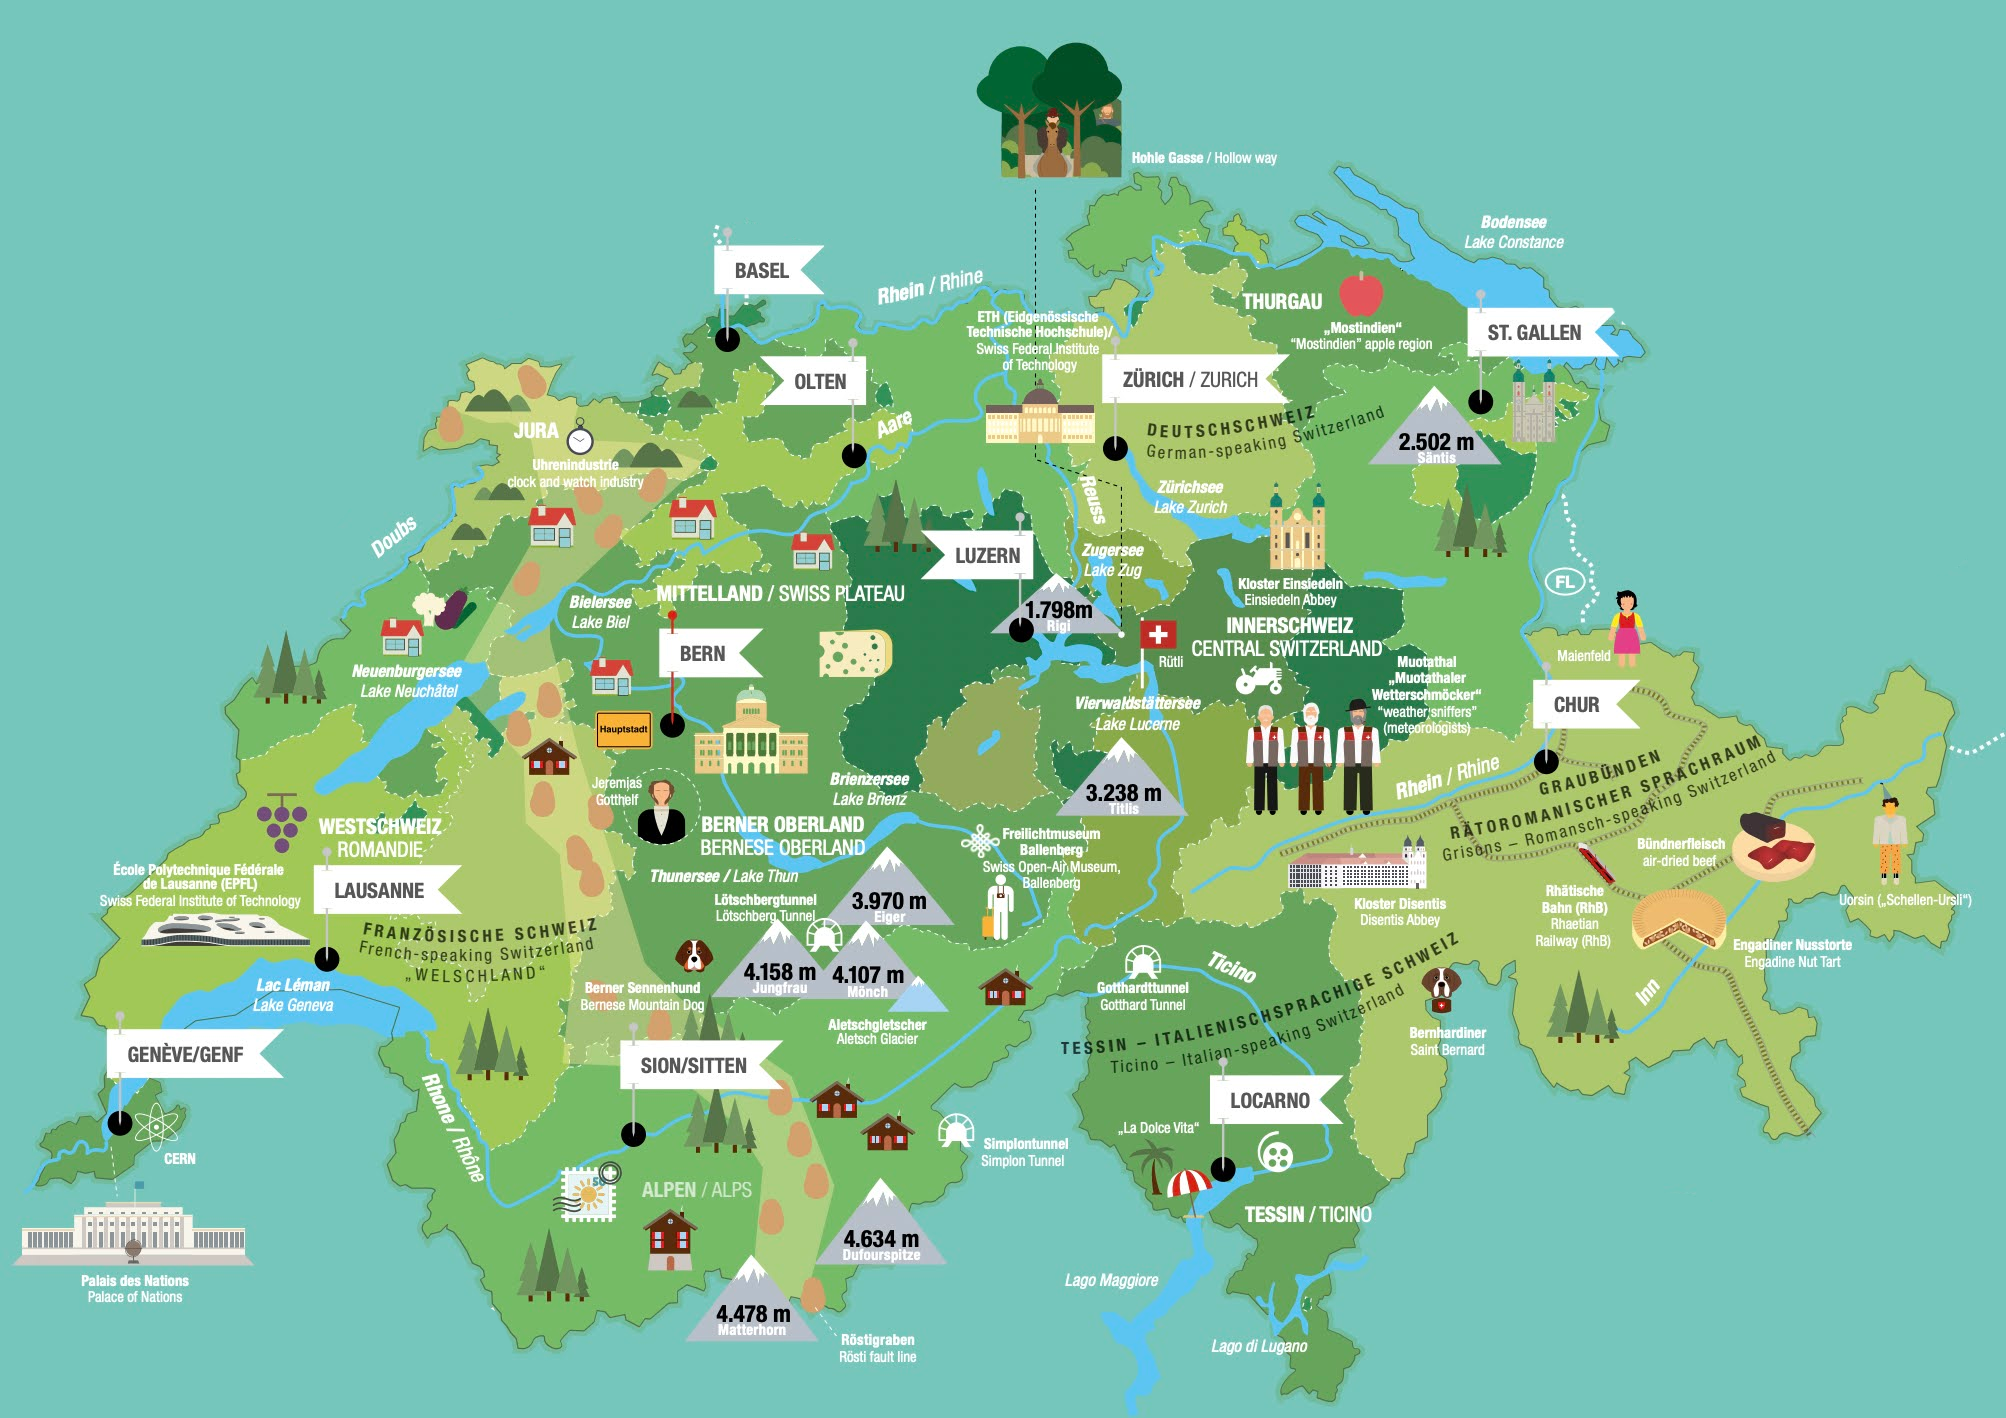 Hohle Gasse / Hollow way
Bodensee
Lake Constance
BASEL
Rhein / Rhine
THURGAU
„Mostindien“
“Mostindien” apple region
ST. GALLEN
ETH (Eidgenössische
Technische Hochschule)/
Swiss Federal Institute
of Technology
OLTEN
ZÜRICH / ZURICH
Aare
DEUTSCHSCHWEIZ
German-speaking Switzerland
2.502 m
Säntis
JURA
Uhrenindustrie
clock and watch industry
Doubs
Reuss
Zürichsee
Lake Zurich
LUZERN
Zugersee
Lake Zug
Kloster Einsiedeln
Einsiedeln Abbey
FL
MITTELLAND / SWISS PLATEAU
Bielersee
Lake Biel
1.798m
Rigi
INNERSCHWEIZ
CENTRAL SWITZERLAND
Rütli
BERN
Maienfeld
Neuenburgersee
Lake Neuchâtel
Muotathal
„Muotathaler
Wetterschmöcker“
“weather sniffers”
(meteorologists)
Vierwaldstättersee
Lake Lucerne
CHUR
Hauptstadt
Jeremias
Gotthelf
Brienzersee
Lake Brienz
3.238 m
Titlis
Rhein / Rhine
GRAUBÜNDEN
RÄTOROMANISCHER SPRACHRAUM
Grisons – Romansch-speaking Switzerland
WESTSCHWEIZ
ROMANDIE
BERNER OBERLAND
BERNESE OBERLAND
Freilichtmuseum
Ballenberg
Swiss Open-Air Museum,
Ballenberg
Bündnerfleisch
air-dried beef
École Polytechnique Fédérale
de Lausanne (EPFL)
Swiss Federal Institute of Technology
LAUSANNE
Thunersee / Lake Thun
Lötschbergtunnel
Lötschberg Tunnel
3.970 m
Eiger
Kloster Disentis
Disentis Abbey
Rhätische
Bahn (RhB)
Rhaetian
Railway (RhB)
Uorsin („Schellen-Ursli“)
FRANZÖSISCHE SCHWEIZ
French-speaking Switzerland
„WELSCHLAND“
Engadiner Nusstorte
Engadine Nut Tart
4.158 m
Jungfrau
4.107 m
Mönch
Berner Sennenhund
Bernese Mountain Dog
Lac Léman
Lake Geneva
Gotthardttunnel
Gotthard Tunnel
Ticino
Inn
Aletschgletscher
Aletsch Glacier
TESSIN – ITALIENISCHSPRACHIGE SCHWEIZ
Ticino – Italian-speaking Switzerland
Bernhardiner
Saint Bernard
GENÈVE/GENF
SION/SITTEN
Rhone / Rhône
LOCARNO
„La Dolce Vita“
CERN
Simplontunnel
Simplon Tunnel
ALPEN / ALPS
TESSIN / TICINO
4.634 m
Dufourspitze
Palais des Nations
Palace of Nations
Lago Maggiore
4.478 m
Matterhorn
Röstigraben
Rösti fault line
Lago di Lugano